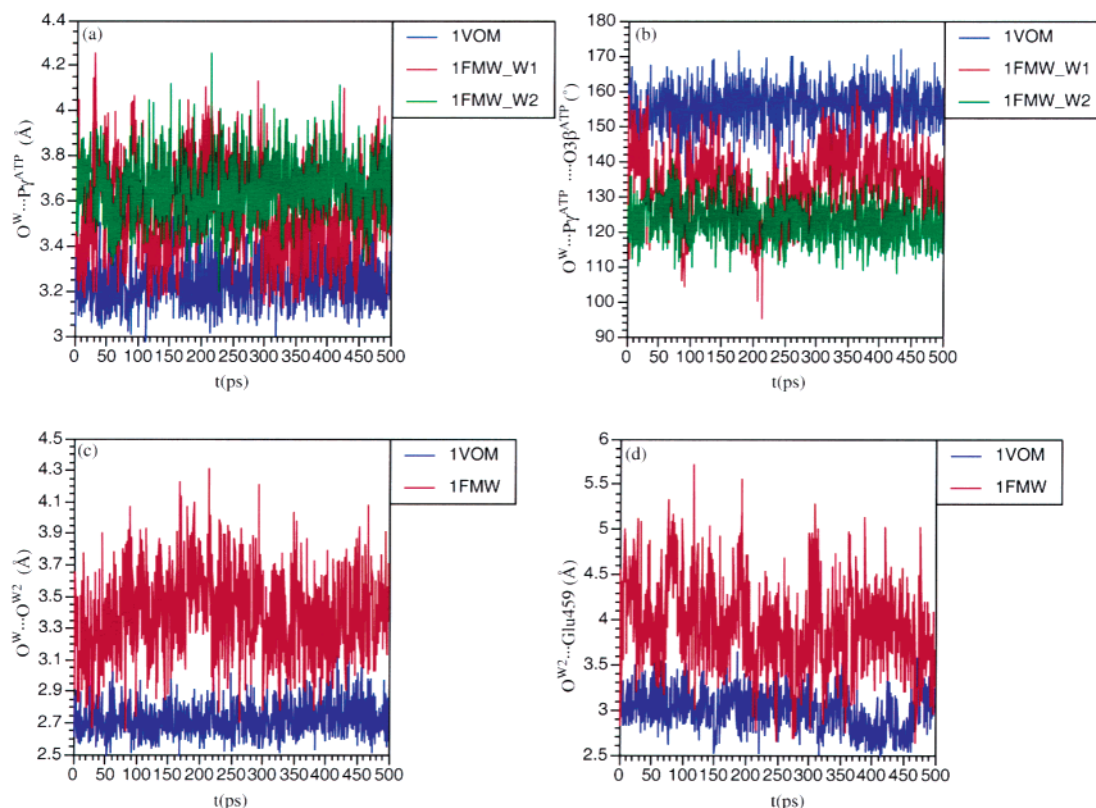 (a)
4.4
4.2
4
3.8
3.6
3.4
3.2
3
O^W...Pγ^ATP (Å)
0 50 100 150 200 250 300 350 400 450 500
t(ps)
1VOM
1FMW_W1
1FMW_W2
(b)
180
170
160
150
140
130
120
110
100
90
O^W...Pγ^ATP ....O3β^ATP (°)
0 50 100 150 200 250 300 350 400 450 500
t(ps)
1VOM
1FMW_W1
1FMW_W2
(c)
4.5
4.3
4.1
3.9
3.7
3.5
3.3
3.1
2.9
2.7
2.5
O^W...O^W2 (Å)
0 50 100 150 200 250 300 350 400 450 500
t(ps)
1VOM
1FMW
(d)
6
5.5
5
4.5
4
3.5
3
2.5
O^W2...Glu459 (Å)
0 50 100 150 200 250 300 350 400 450 500
t(ps)
1VOM
1FMW